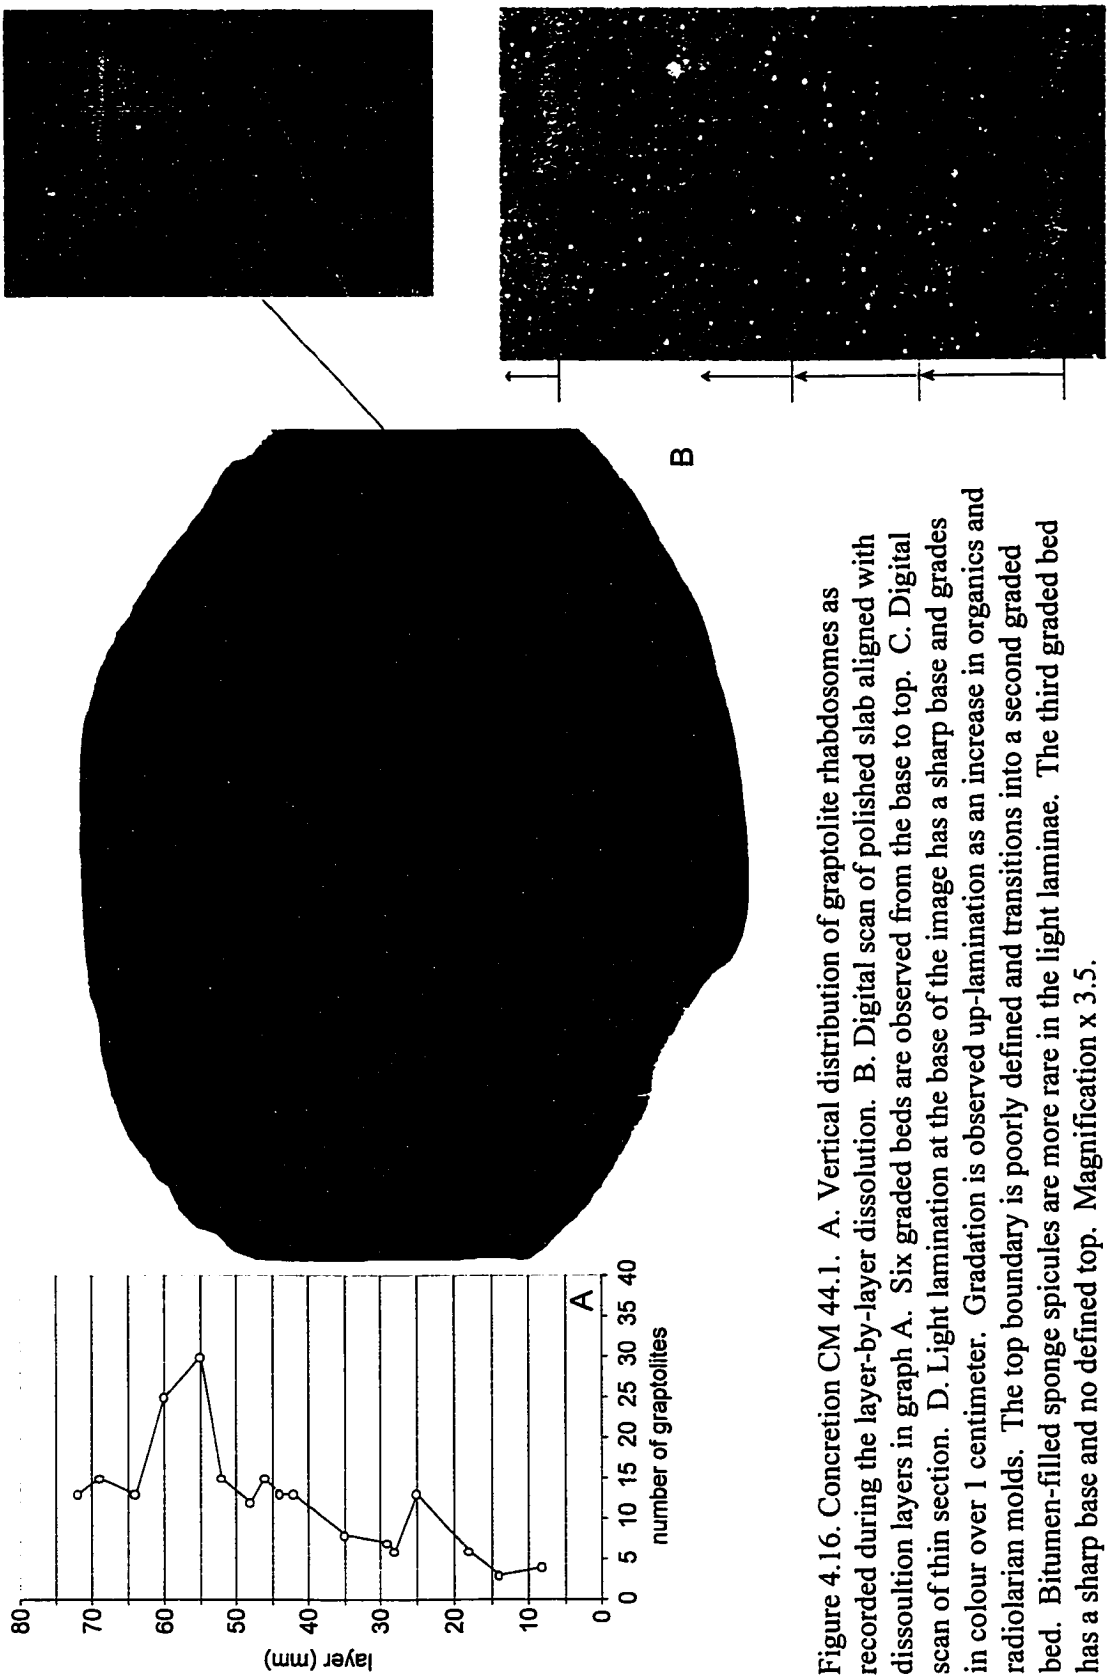 80
70
60
50
40
30
20
10
0
layer (mm)
0 5 10 15 20 25 30 35 40
number of graptolites
A
B
Figure 4.16. Concretion CM 44.1. A. Vertical distribution of graptolite rhabdosomes as
recorded during the layer-by-layer dissolution. B. Digital scan of polished slab aligned with
dissoultion layers in graph A. Six graded beds are observed from the base to top. C. Digital
scan of thin section. D. Light lamination at the base of the image has a sharp base and grades
in colour over 1 centimeter. Gradation is observed up-lamination as an increase in organics and
radiolarian molds. The top boundary is poorly defined and transitions into a second graded
bed. Bitumen-filled sponge spicules are more rare in the light laminae. The third graded bed
has a sharp base and no defined top. Magnification x 3.5.